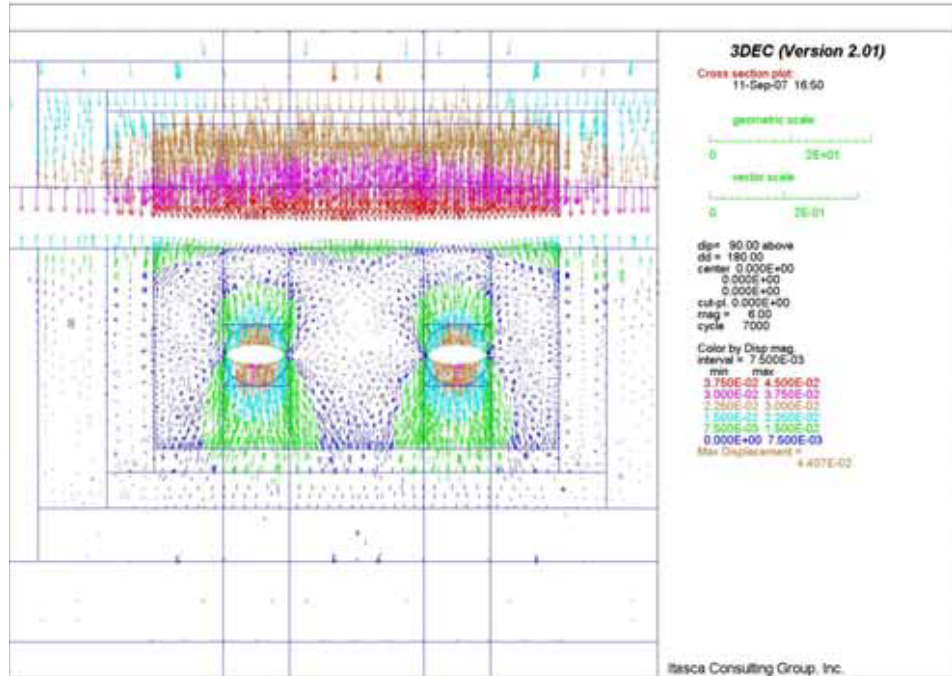 3DEC (Version 2.01)
Cross section plot:
11-Sep-07 16:50
geometric scale
0 2E+01
vector scale
0 2E-01
dip= 90.00 above
dd = 180.00
center 0.000E+00
0.000E+00
0.000E+00
cut-pl. 0.000E+00
mag = 6.00
cycle 7000
Color by Disp mag.
interval = 7.500E-03
min max
3.750E-02 4.500E-02
3.000E-02 3.750E-02
2.250E-02 3.000E-02
1.500E-02 2.250E-02
7.500E-03 1.500E-02
0.000E+00 7.500E-03
Max Displacement =
4.407E-02
Itasca Consulting Group, Inc.